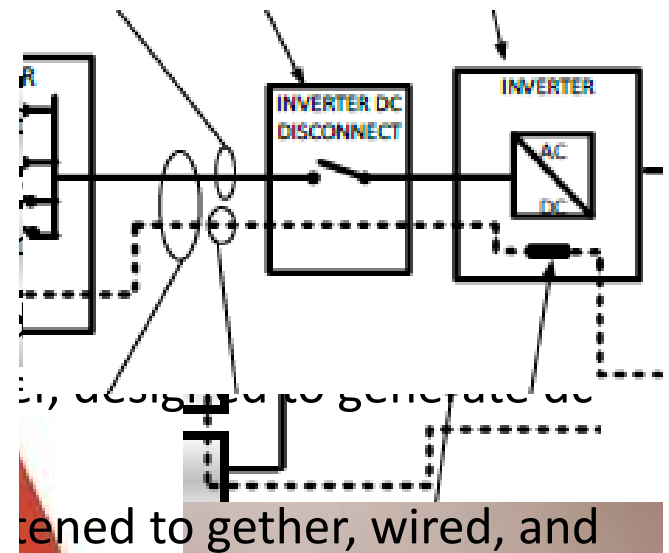 R
INVERTER DC
DISCONNECT
INVERTER
AC
DC
designed to generate dc
tened to gether, wired, and